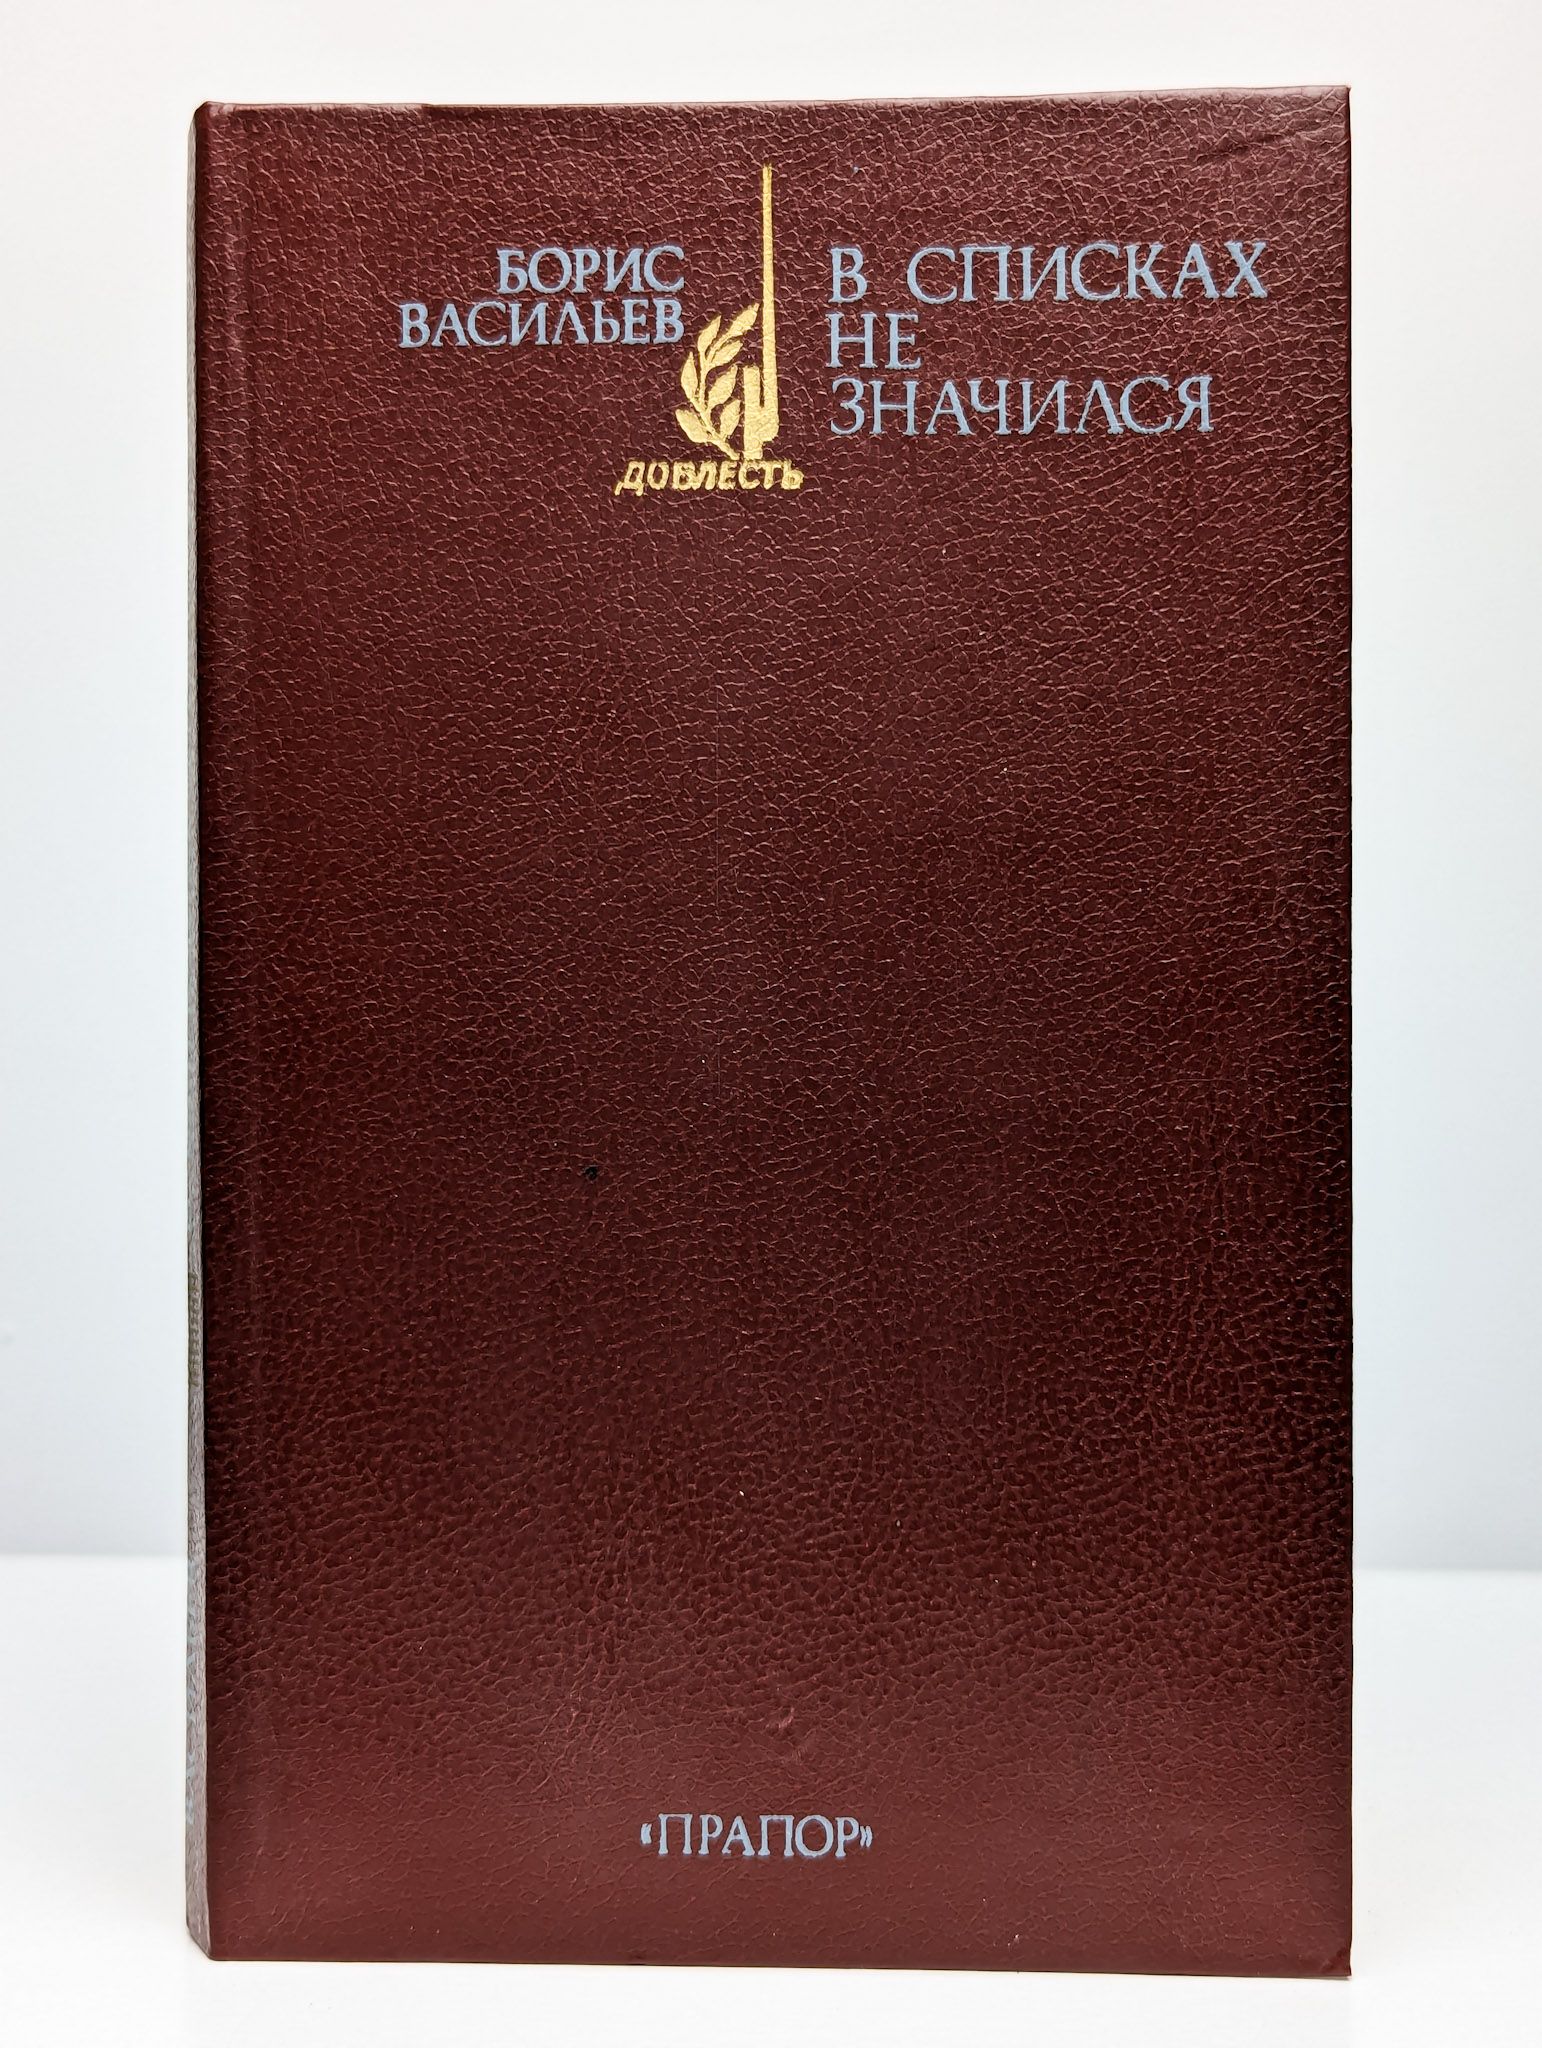 БОРИС
ВАСИЛЬЕВ
В СПИСКАХ
НЕ
ЗНАЧИЛСЯ
ДОБЛЕСТЬ
«ПРАПОР»